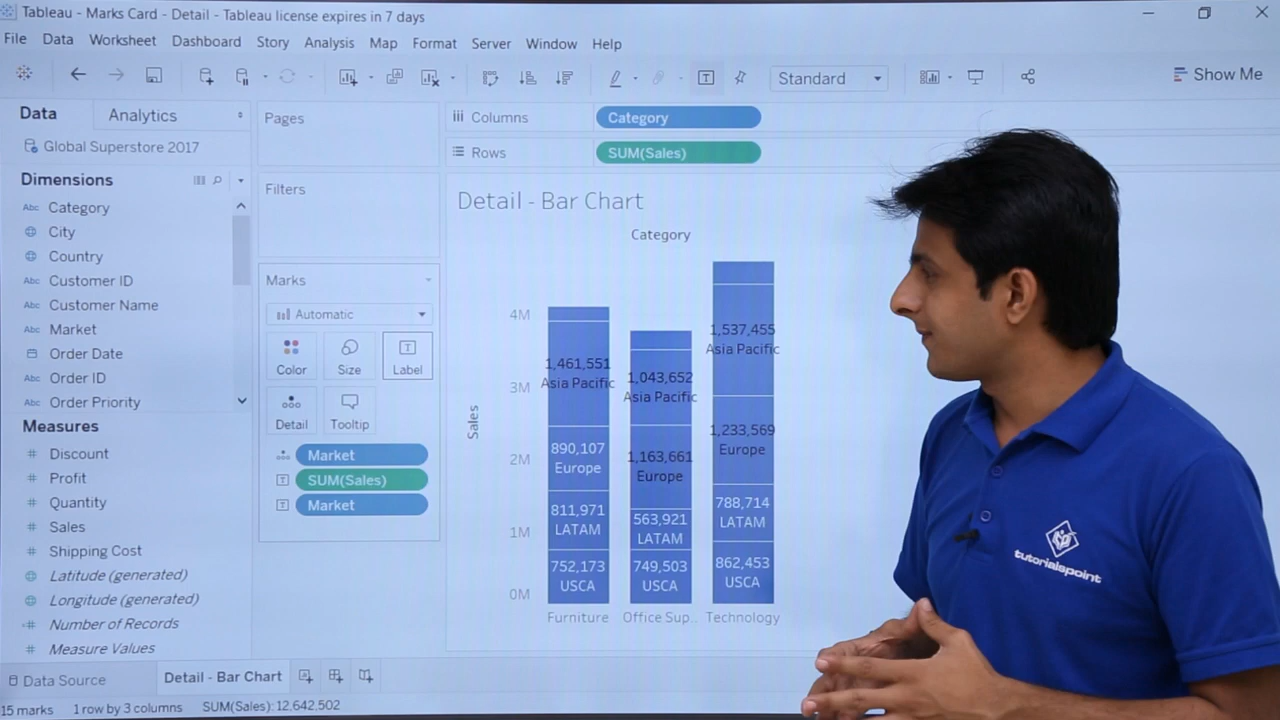 Tableau - Marks Card - Detail - Tableau license expires in 7 days
File Data Worksheet Dashboard Story Analysis Map Format Server Window Help
Standard
Show Me
Data
Analytics
Pages
Columns
Category
Global Superstore 2017
Rows
SUM(Sales)
Dimensions
Filters
Abc Category
City
Country
Abc Customer ID
Abc Customer Name
Abc Market
Order Date
Abc Order ID
Abc Order Priority
Measures
# Discount
# Profit
# Quantity
# Sales
# Shipping Cost
Latitude (generated)
Longitude (generated)
# Number of Records
# Measure Values
Marks
Automatic
Color Size Label
Detail Tooltip
Market
SUM(Sales)
Market
Detail - Bar Chart
Category
Sales
4M
3M
2M
1M
0M
1,461,551
Asia Pacific
890,107
Europe
811,971
LATAM
752,173
USCA
Furniture
1,043,652
Asia Pacific
1,163,661
Europe
563,921
LATAM
749,503
USCA
Office Sup..
1,537,455
Asia Pacific
1,233,569
Europe
788,714
LATAM
862,453
USCA
Technology
tutorialspoint
Data Source
Detail - Bar Chart
15 marks 1 row by 3 columns SUM(Sales): 12,642,502